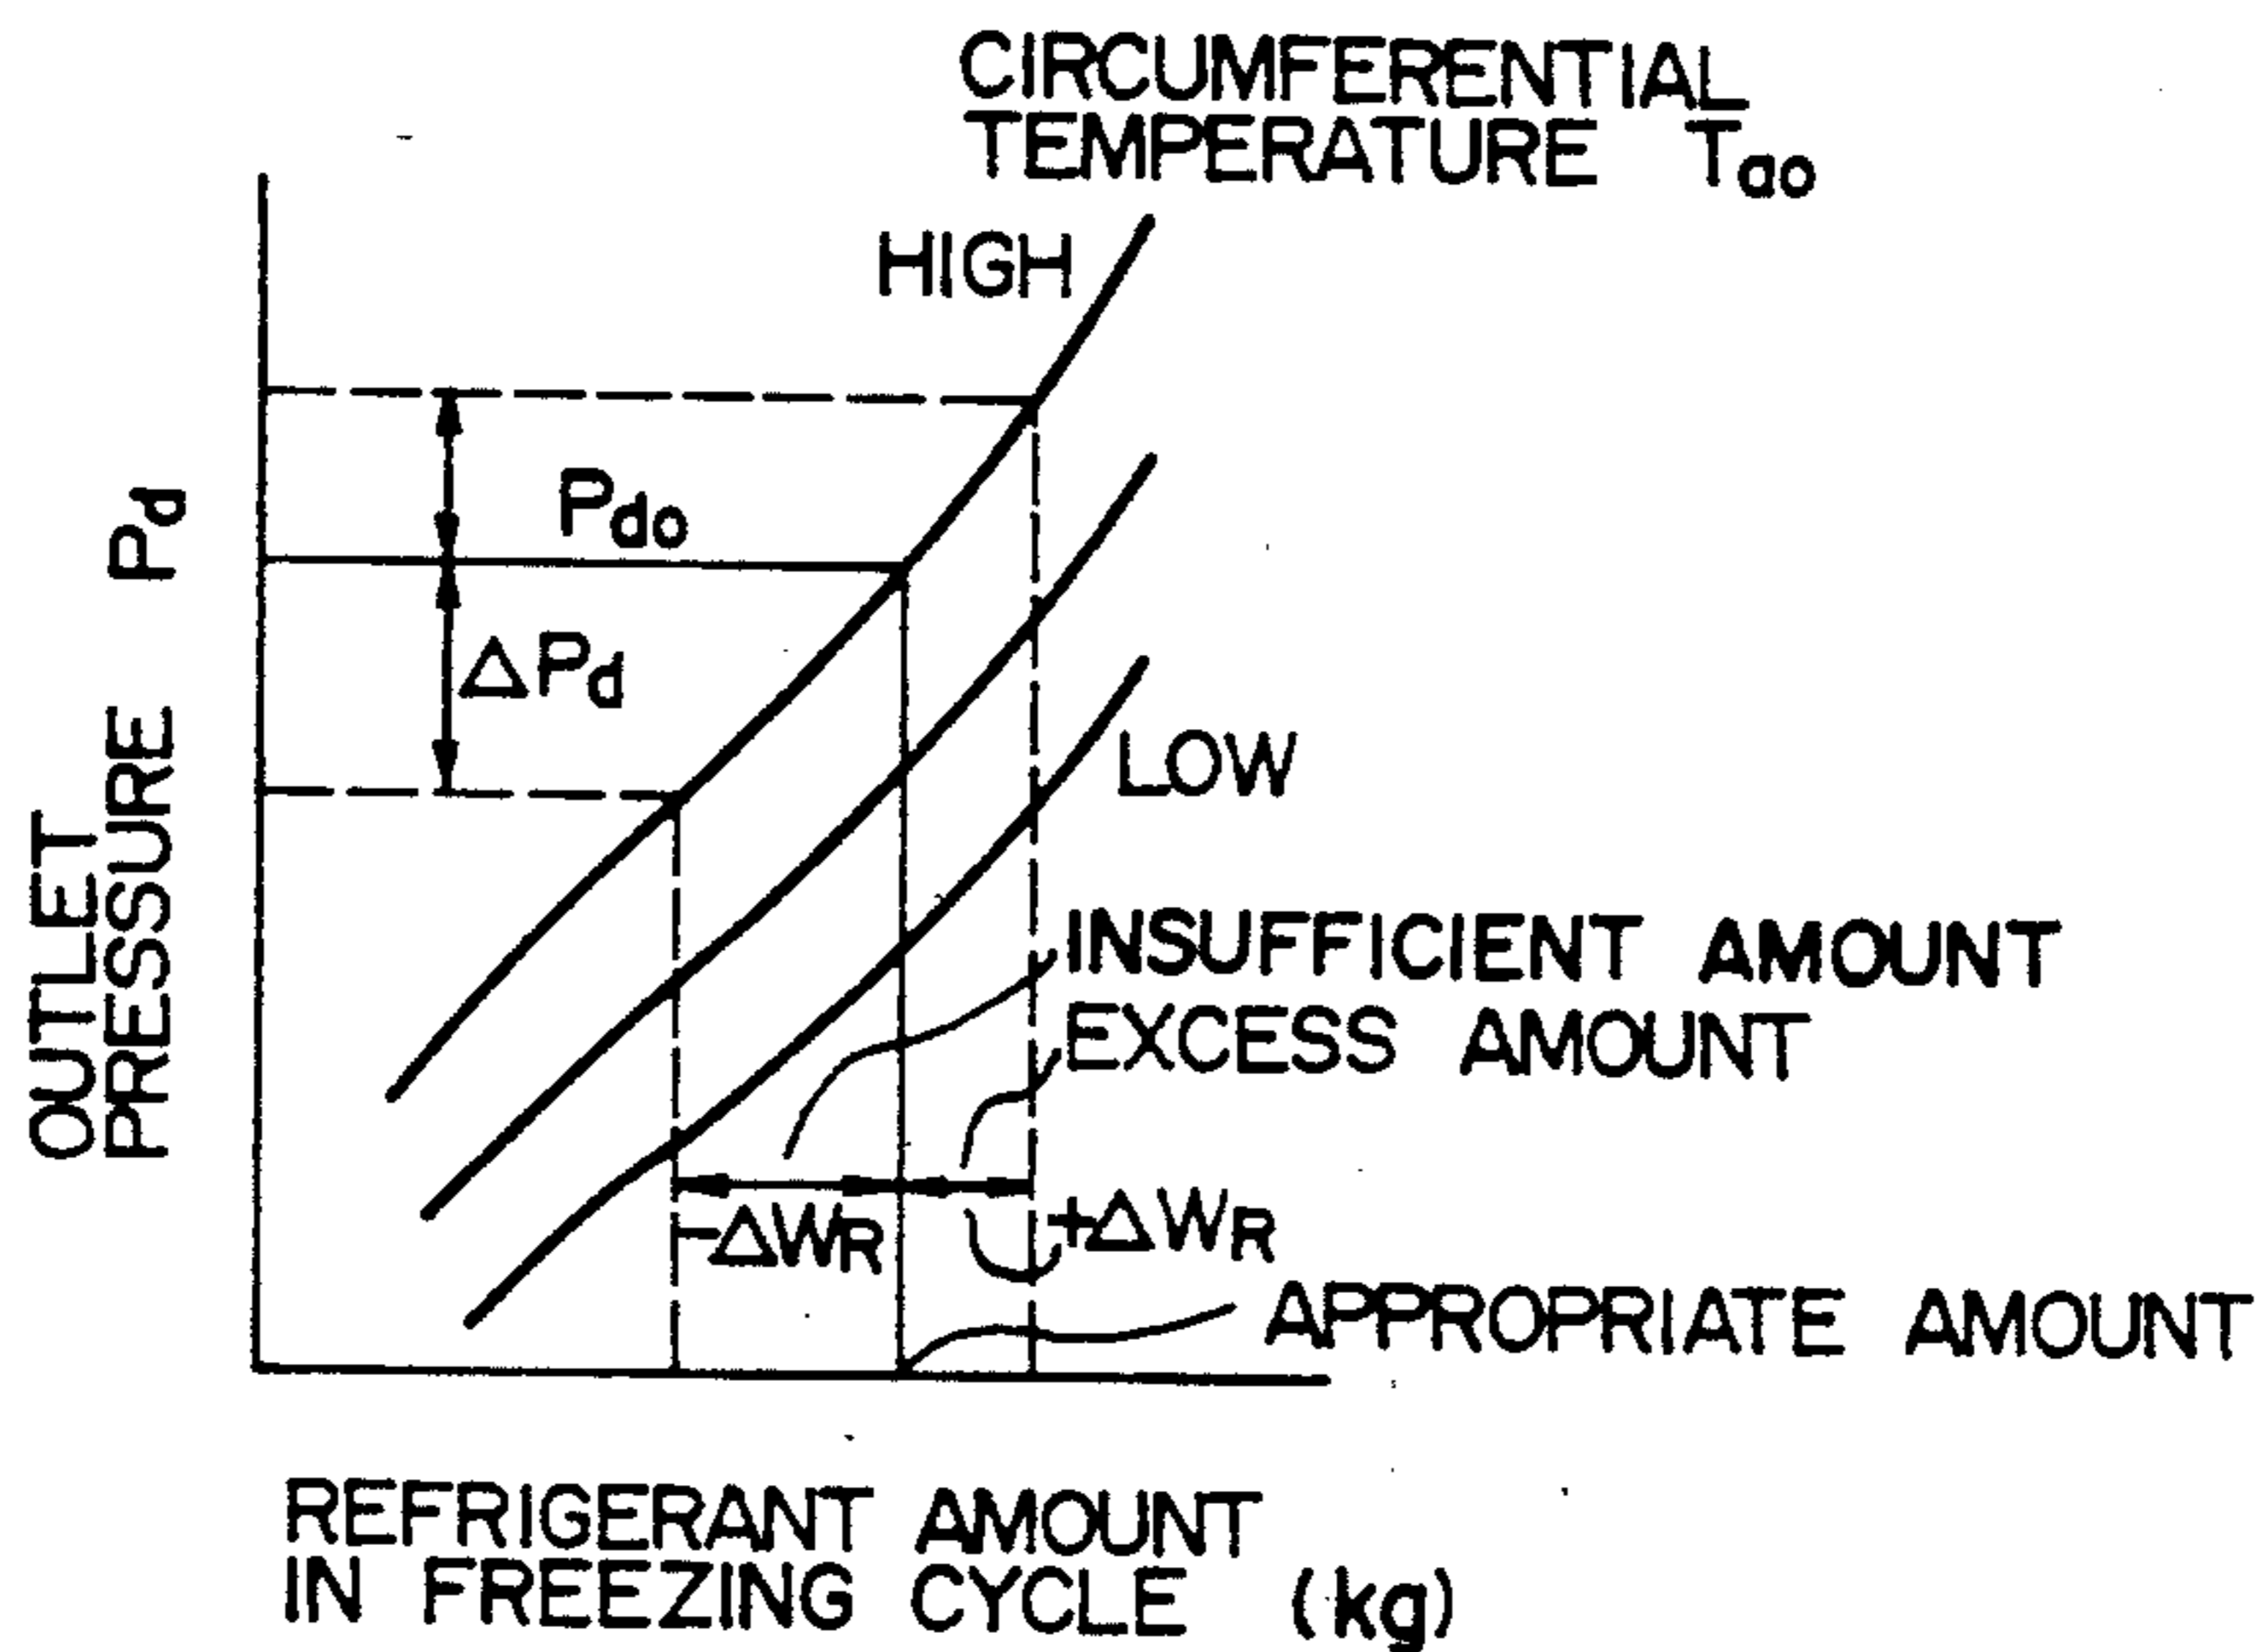 CIRCUMFERENTIAL
TEMPERATURE Tao
HIGH
Pdo
ΔPd
OUTLET
PRESSURE Pd
LOW
INSUFFICIENT AMOUNT
EXCESS AMOUNT
-ΔWR
+ΔWR
APPROPRIATE AMOUNT
REFRIGERANT AMOUNT
IN FREEZING CYCLE (kg)